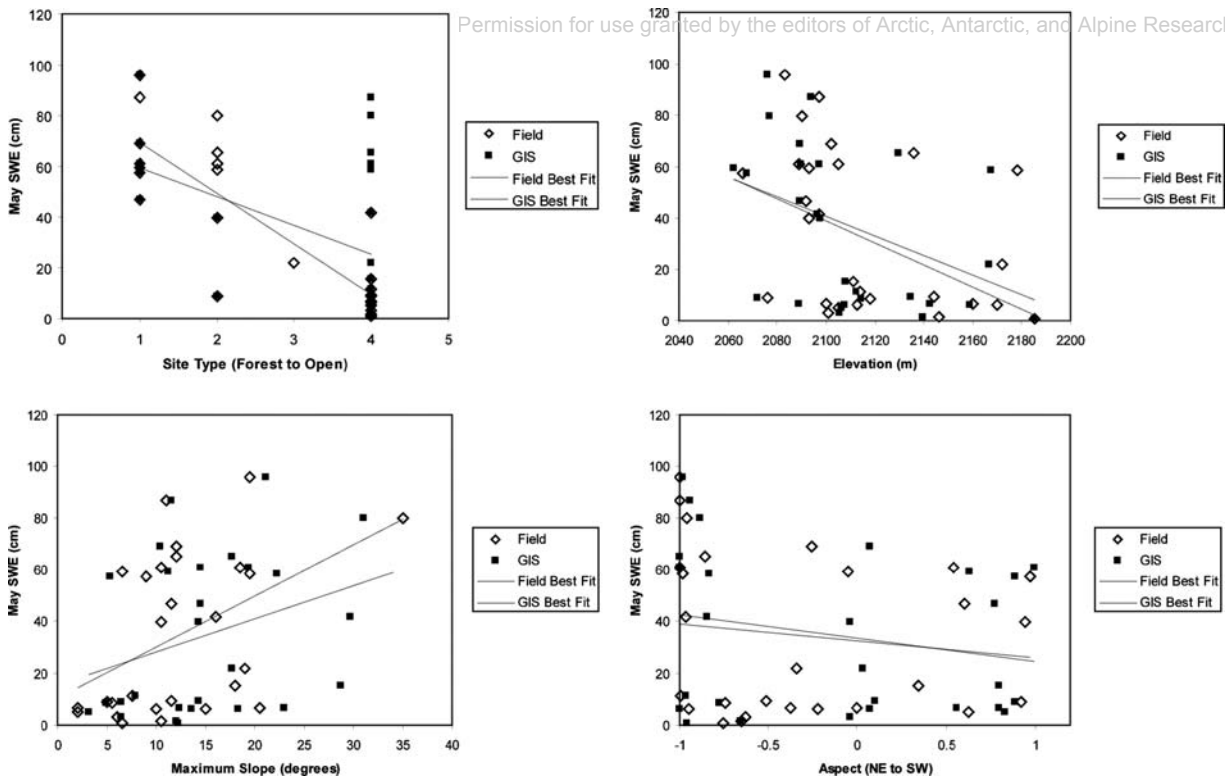 Permission for use granted by the editors of Arctic, Antarctic, and Alpine Research
120
100
80
60
40
20
0
May SWE (cm)
0 1 2 3 4 5
Site Type (Forest to Open)
Field
GIS
Field Best Fit
GIS Best Fit
120
100
80
60
40
20
0
May SWE (cm)
2040 2060 2080 2100 2120 2140 2160 2180 2200
Elevation (m)
Field
GIS
Field Best Fit
GIS Best Fit
120
100
80
60
40
20
0
May SWE (cm)
0 5 10 15 20 25 30 35 40
Maximum Slope (degrees)
Field
GIS
Field Best Fit
GIS Best Fit
120
100
80
60
40
20
0
May SWE (cm)
-1 -0.5 0 0.5 1
Aspect (NE to SW)
Field
GIS
Field Best Fit
GIS Best Fit